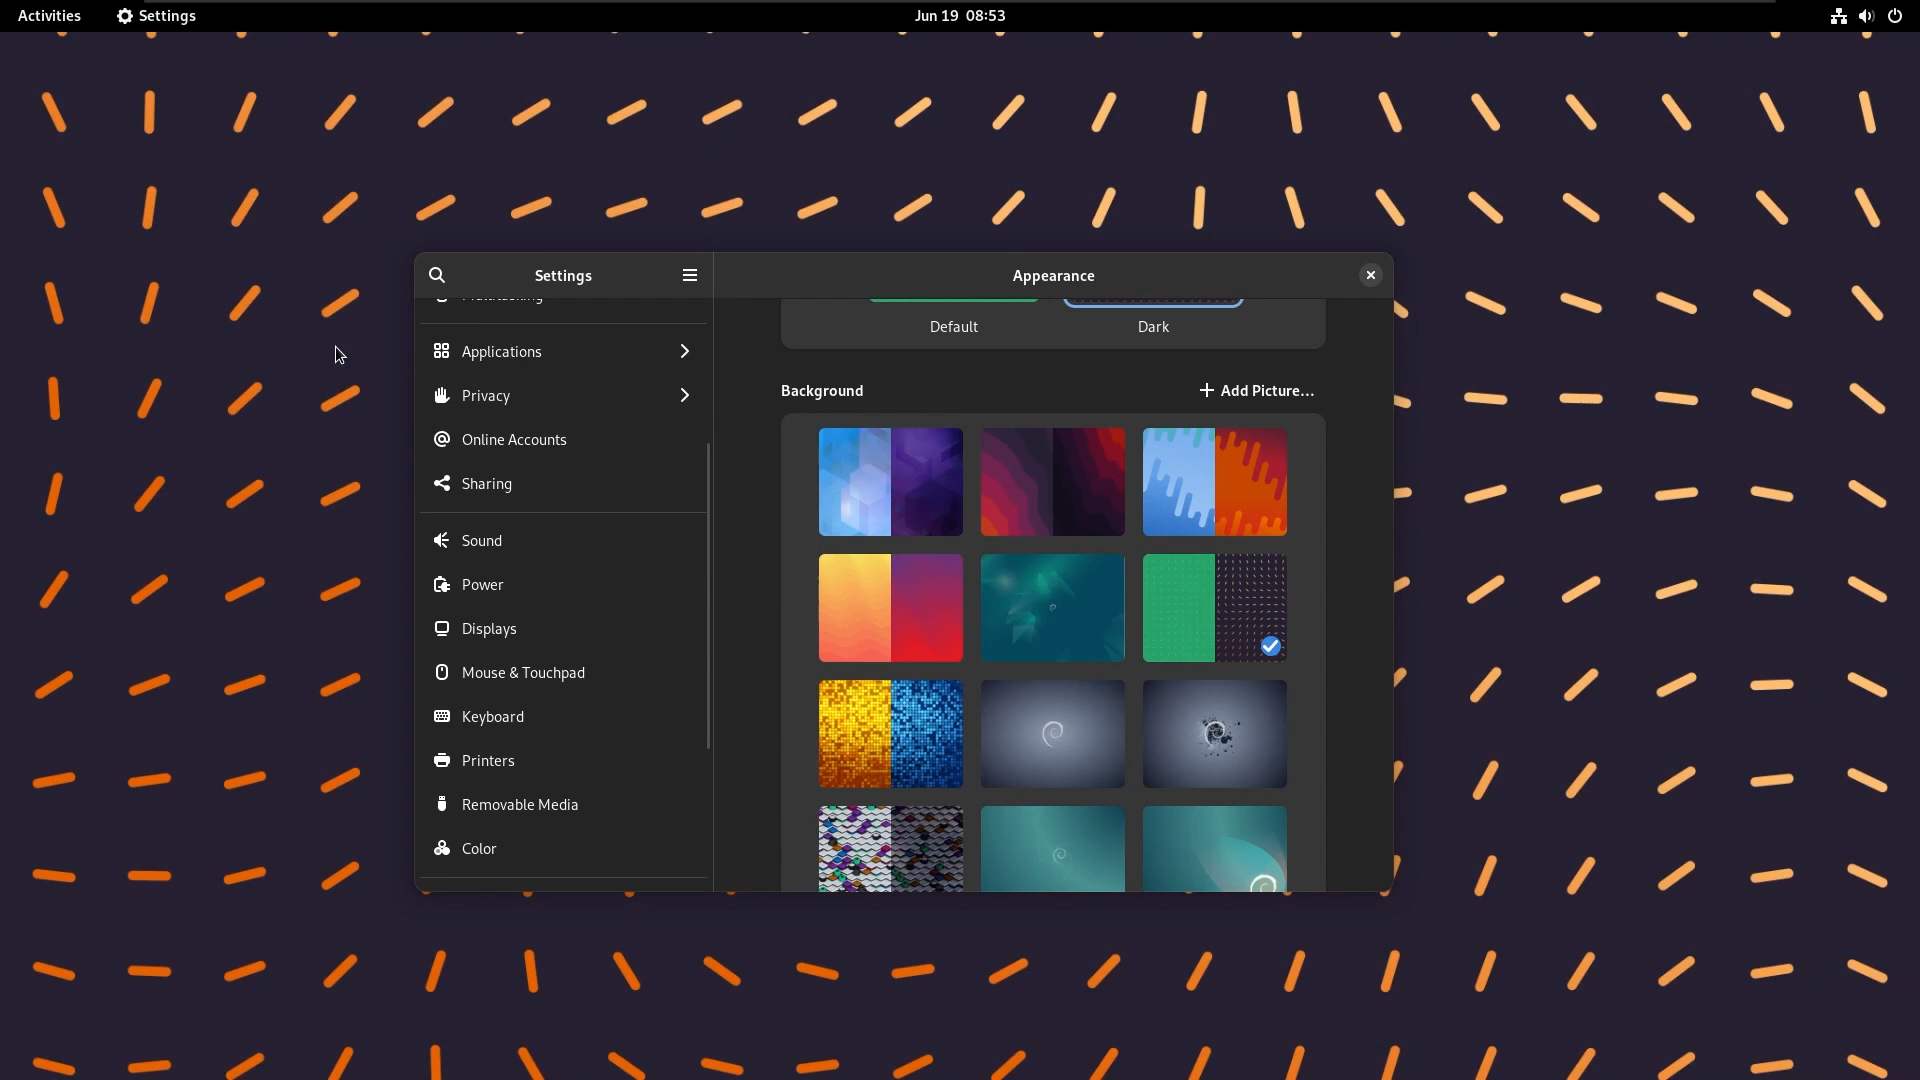 Activities
Settings
Jun 19 08:53
Settings
Appearance
Default
Dark
Applications
Privacy
Background
Add Picture...
Online Accounts
Sharing
Sound
Power
Displays
Mouse & Touchpad
Keyboard
Printers
Removable Media
Color